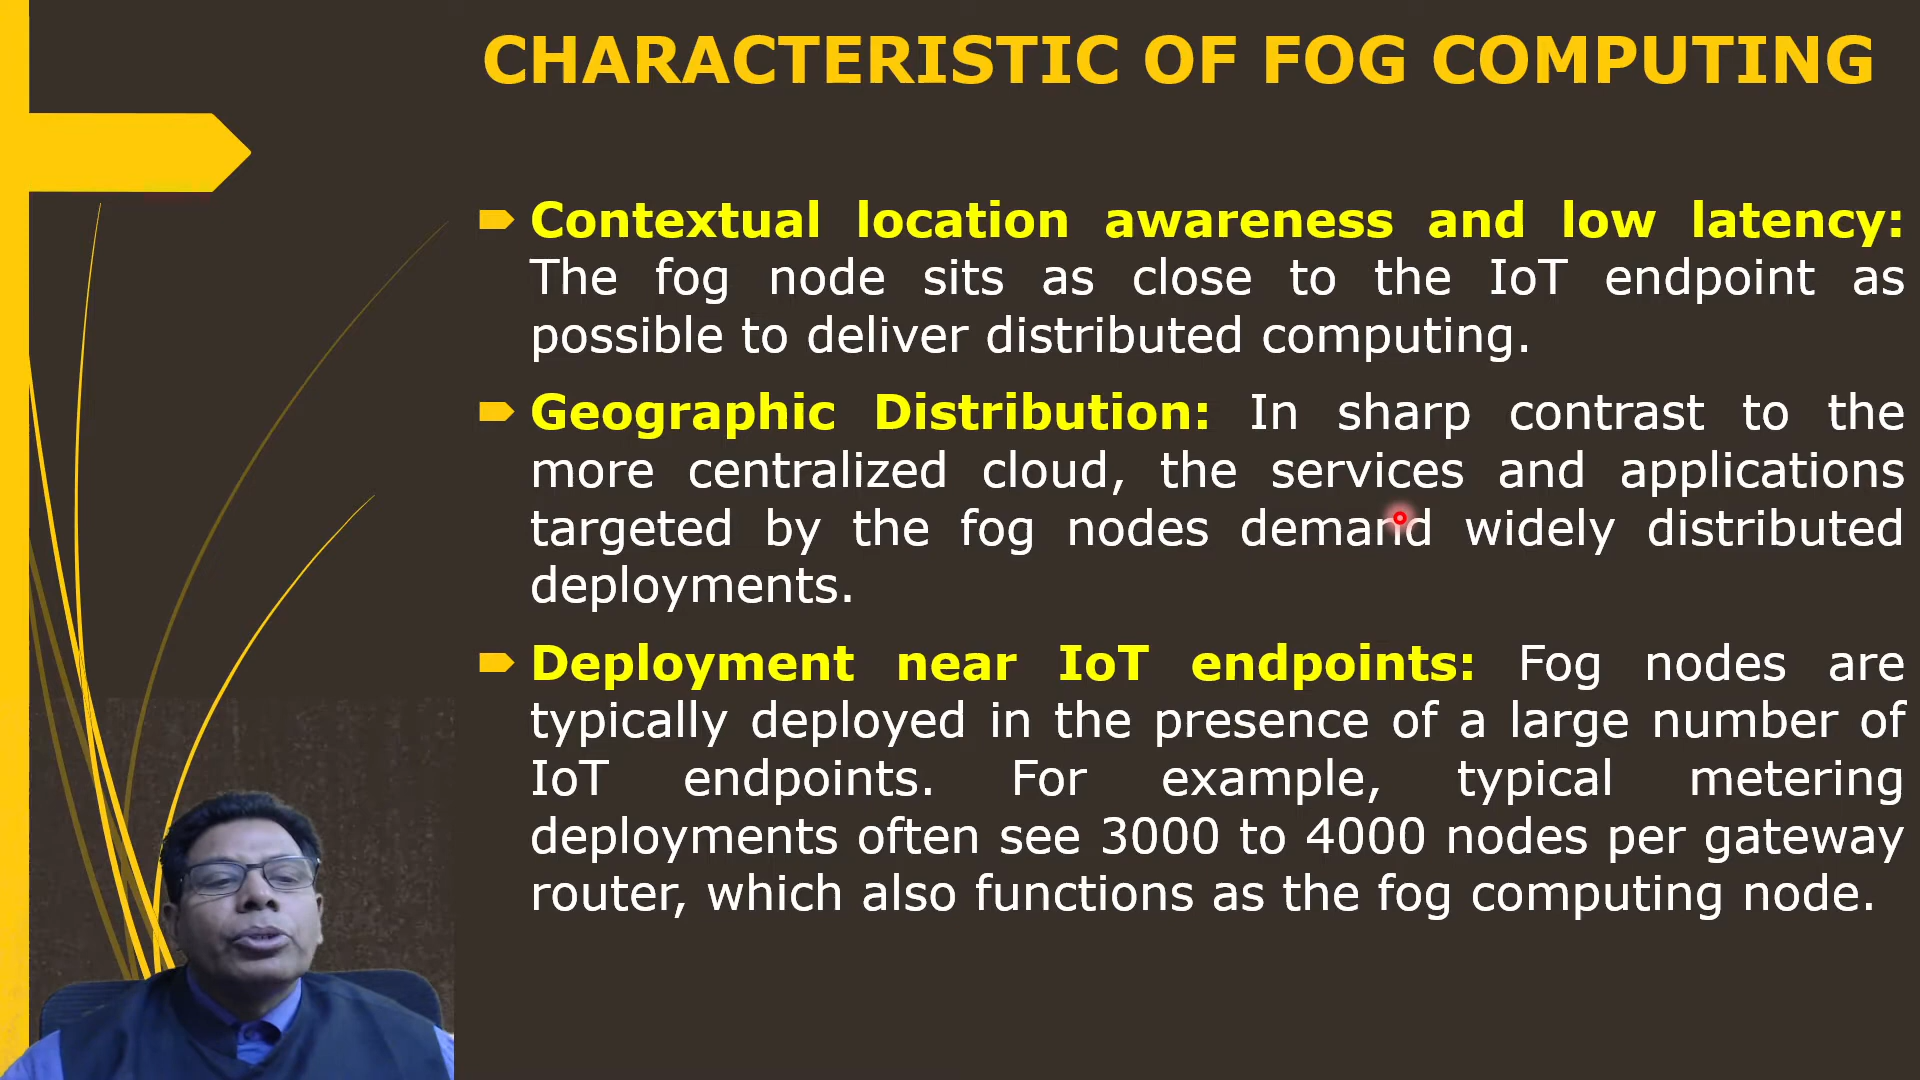 CHARACTERISTIC OF FOG COMPUTING
Contextual location awareness and low latency:
The fog node sits as close to the IoT endpoint as
possible to deliver distributed computing.
Geographic Distribution: In sharp contrast to the
more centralized cloud, the services and applications
targeted by the fog nodes demand widely distributed
deployments.
Deployment near IoT endpoints: Fog nodes are
typically deployed in the presence of a large number of
IoT endpoints. For example, typical metering
deployments often see 3000 to 4000 nodes per gateway
router, which also functions as the fog computing node.